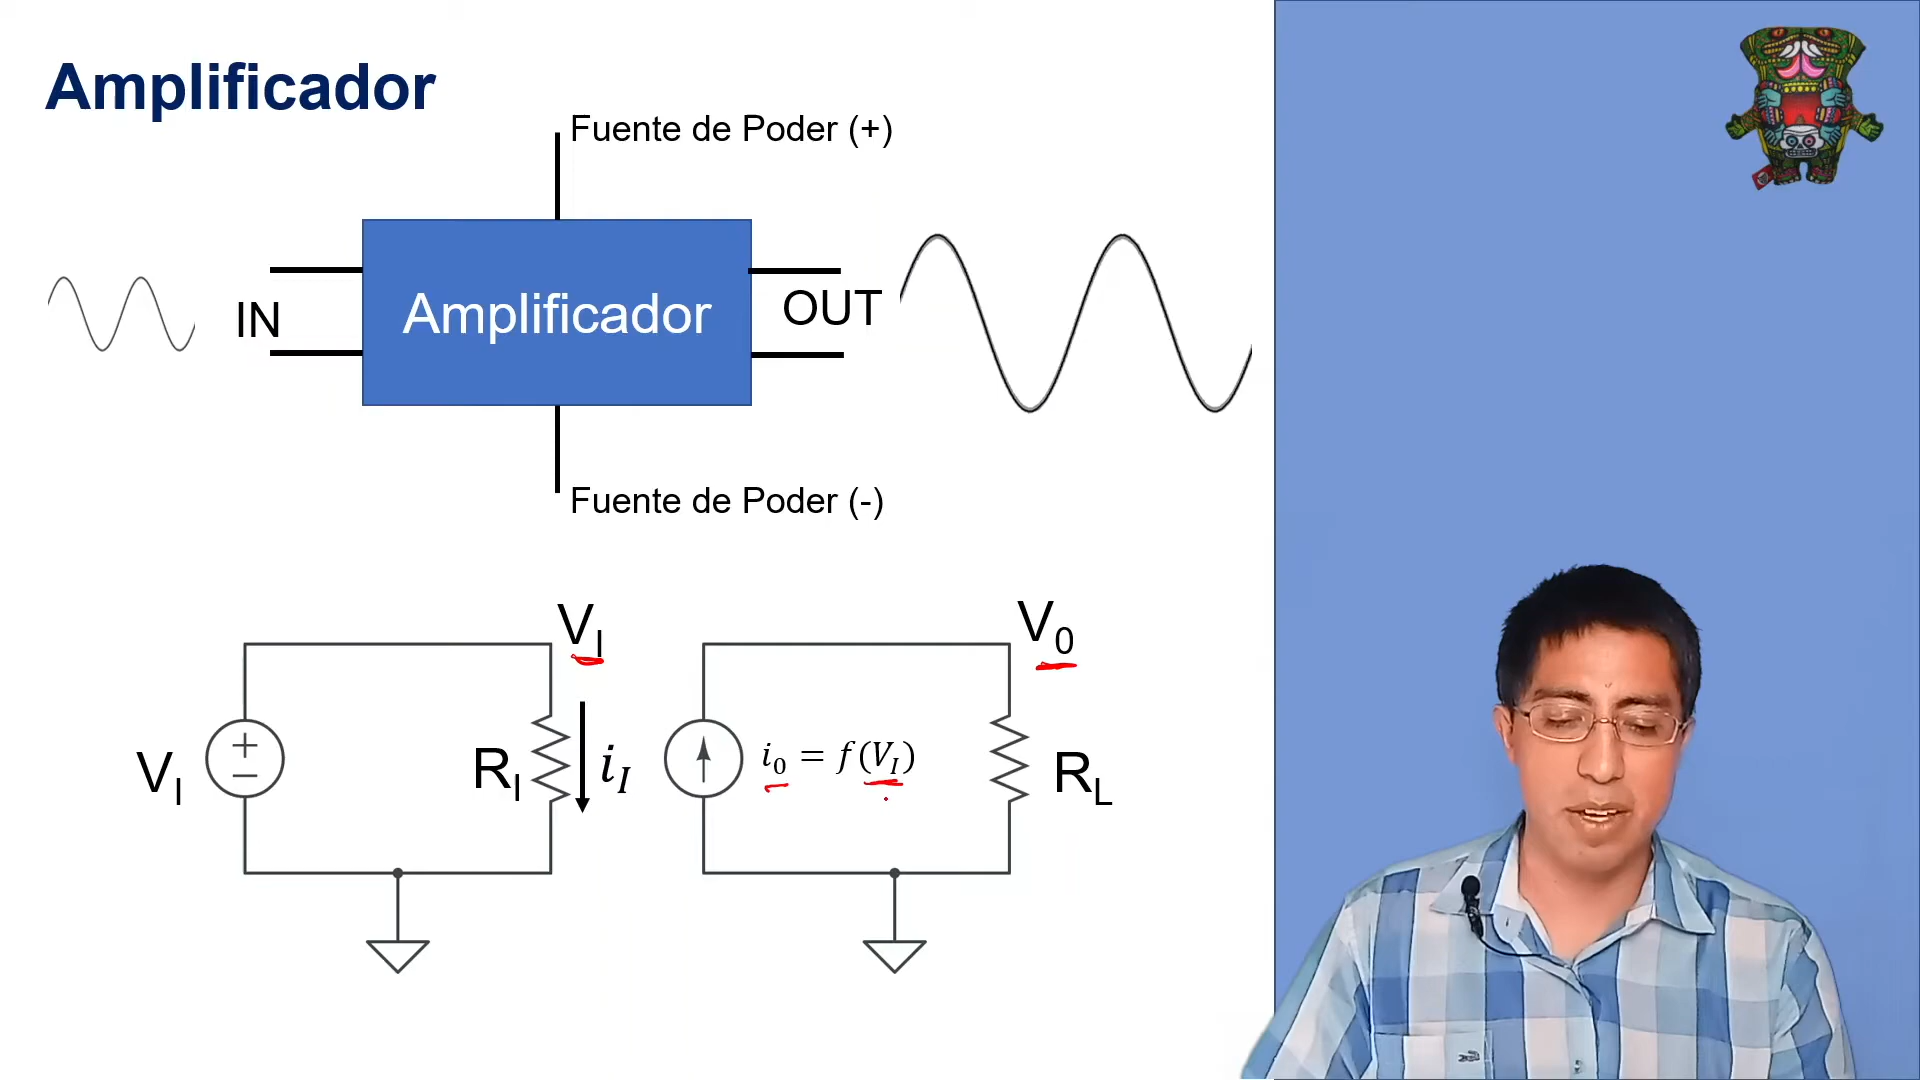 Amplificador
Fuente de Poder (+)
IN
Amplificador
OUT
Fuente de Poder (-)
V_I
V_0
V_I
R_I
i_I
i_0 = f(V_I)
R_L